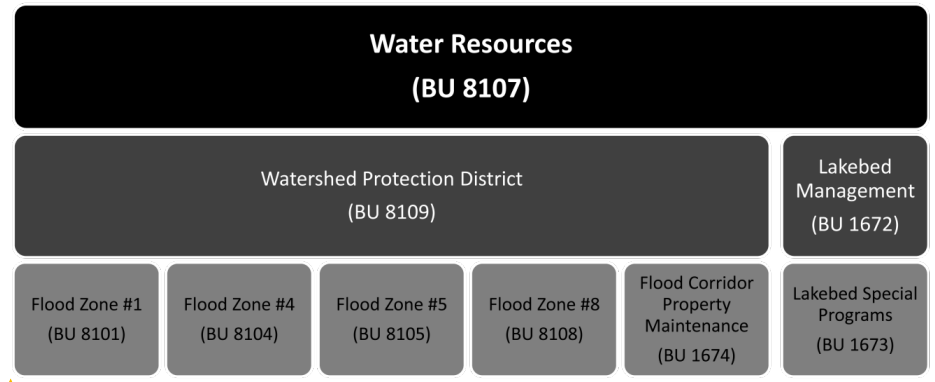 Water Resources
(BU 8107)
Watershed Protection District
(BU 8109)
Lakebed
Management
(BU 1672)
Flood Zone #1
(BU 8101)
Flood Zone #4
(BU 8104)
Flood Zone #5
(BU 8105)
Flood Zone #8
(BU 8108)
Flood Corridor
Property
Maintenance
(BU 1674)
Lakebed Special
Programs
(BU 1673)